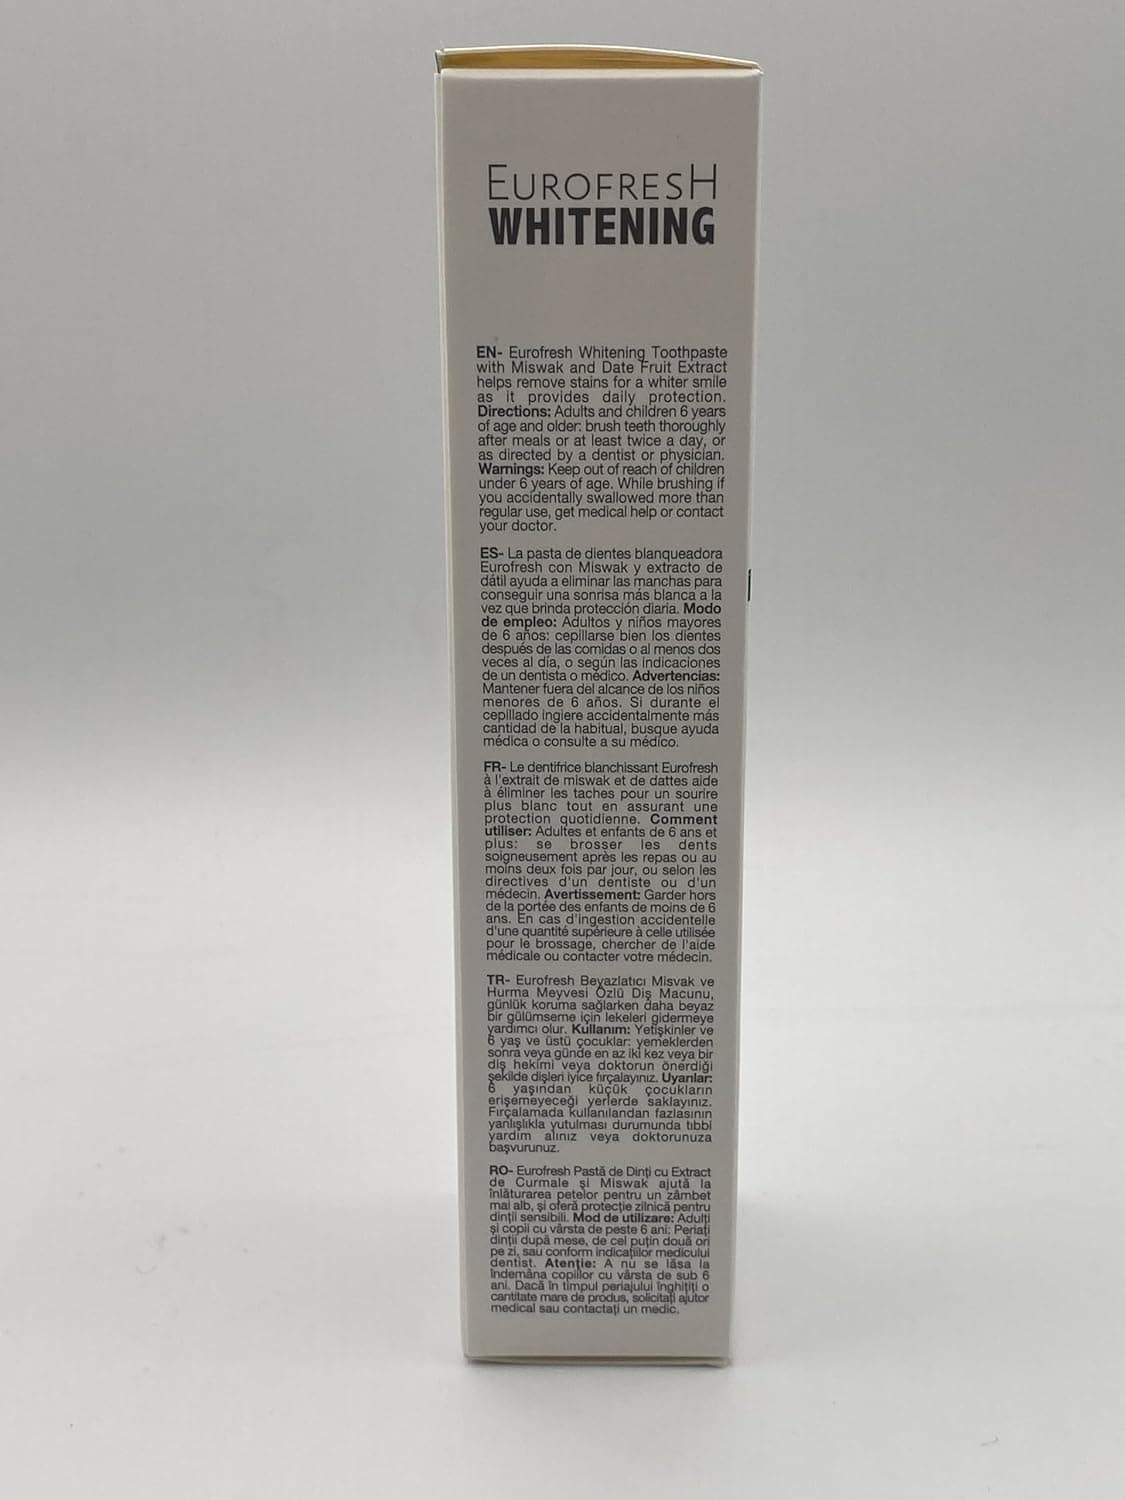 EUROFRESH
WHITENING
EN- Eurofresh Whitening Toothpaste
with Miswak and Date Fruit Extract
helps remove stains for a whiter smile
as it provides daily protection.
Directions: Adults and children 6 years
of age and older: brush teeth thoroughly
after meals or at least twice a day, or
as directed by a dentist or physician.
Warnings: Keep out of reach of children
under 6 years of age. While brushing if
you accidentally swallowed more than
regular use, get medical help or contact
your doctor.
ES- La pasta de dientes blanqueadora
Eurofresh con Miswak y extracto de
dátil ayuda a eliminar las manchas para
conseguir una sonrisa más blanca a la
vez que brinda protección diaria. Modo
de empleo: Adultos y niños mayores
de 6 años: cepillarse bien los dientes
después de las comidas o al menos dos
veces al día, o según las indicaciones
de un dentista o médico. Advertencias:
Mantener fuera del alcance de los niños
menores de 6 años. Si durante el
cepillado ingiere accidentalmente más
cantidad de la habitual, busque ayuda
médica o consulte a su médico.
FR- Le dentifrice blanchissant Eurofresh
à l'extrait de miswak et de dattes aide
à éliminer les taches pour un sourire
plus blanc tout en assurant une
protection quotidienne. Comment
utiliser: Adultes et enfants de 6 ans et
plus: se brosser les dents
soigneusement après les repas ou au
moins deux fois par jour, ou selon les
directives d'un dentiste ou d'un
médecin. Avertissement: Garder hors
de la portée des enfants de moins de 6
ans. En cas d'ingestion accidentelle
d'une quantité supérieure à celle utilisée
pour le brossage, chercher de l'aide
médicale ou contacter votre médecin.
TR- Eurofresh Beyazlatıcı Misvak ve
Hurma Meyvesi Özlü Diş Macunu,
günlük koruma sağlarken daha beyaz
bir gülümseme için lekeleri gidermeye
yardımcı olur. Kullanım: Yetişkinler ve
6 yaş ve üstü çocuklar: yemeklerden
sonra veya günde en az iki kez veya bir
diş hekimi veya doktorun önerdiği
şekilde dişleri iyice fırçalayınız. Uyarılar:
6 yaşından küçük çocukların
erişemeyeceği yerlerde saklayınız.
Fırçalamada kullanılandan fazlasının
yanlışlıkla yutulması durumunda tıbbi
yardım alınız veya doktorunuza
başvurunuz.
RO- Eurofresh Pastă de Dinți cu Extract
de Curmale și Miswak ajută la
înlăturarea petelor pentru un zâmbet
mai alb, și oferă protecție zilnică pentru
dinții sensibili. Mod de utilizare: Adulți
și copii cu vârsta de peste 6 ani: Periați
dinții după mese, de cel puțin două ori
pe zi, sau conform indicațiilor medicului
dentist. Atenție: A nu se lăsa la
îndemâna copiilor cu vârsta de sub 6
ani. Dacă în timpul periajului înghițiți o
cantitate mare de produs, solicitați ajutor
medical sau contactați un medic.